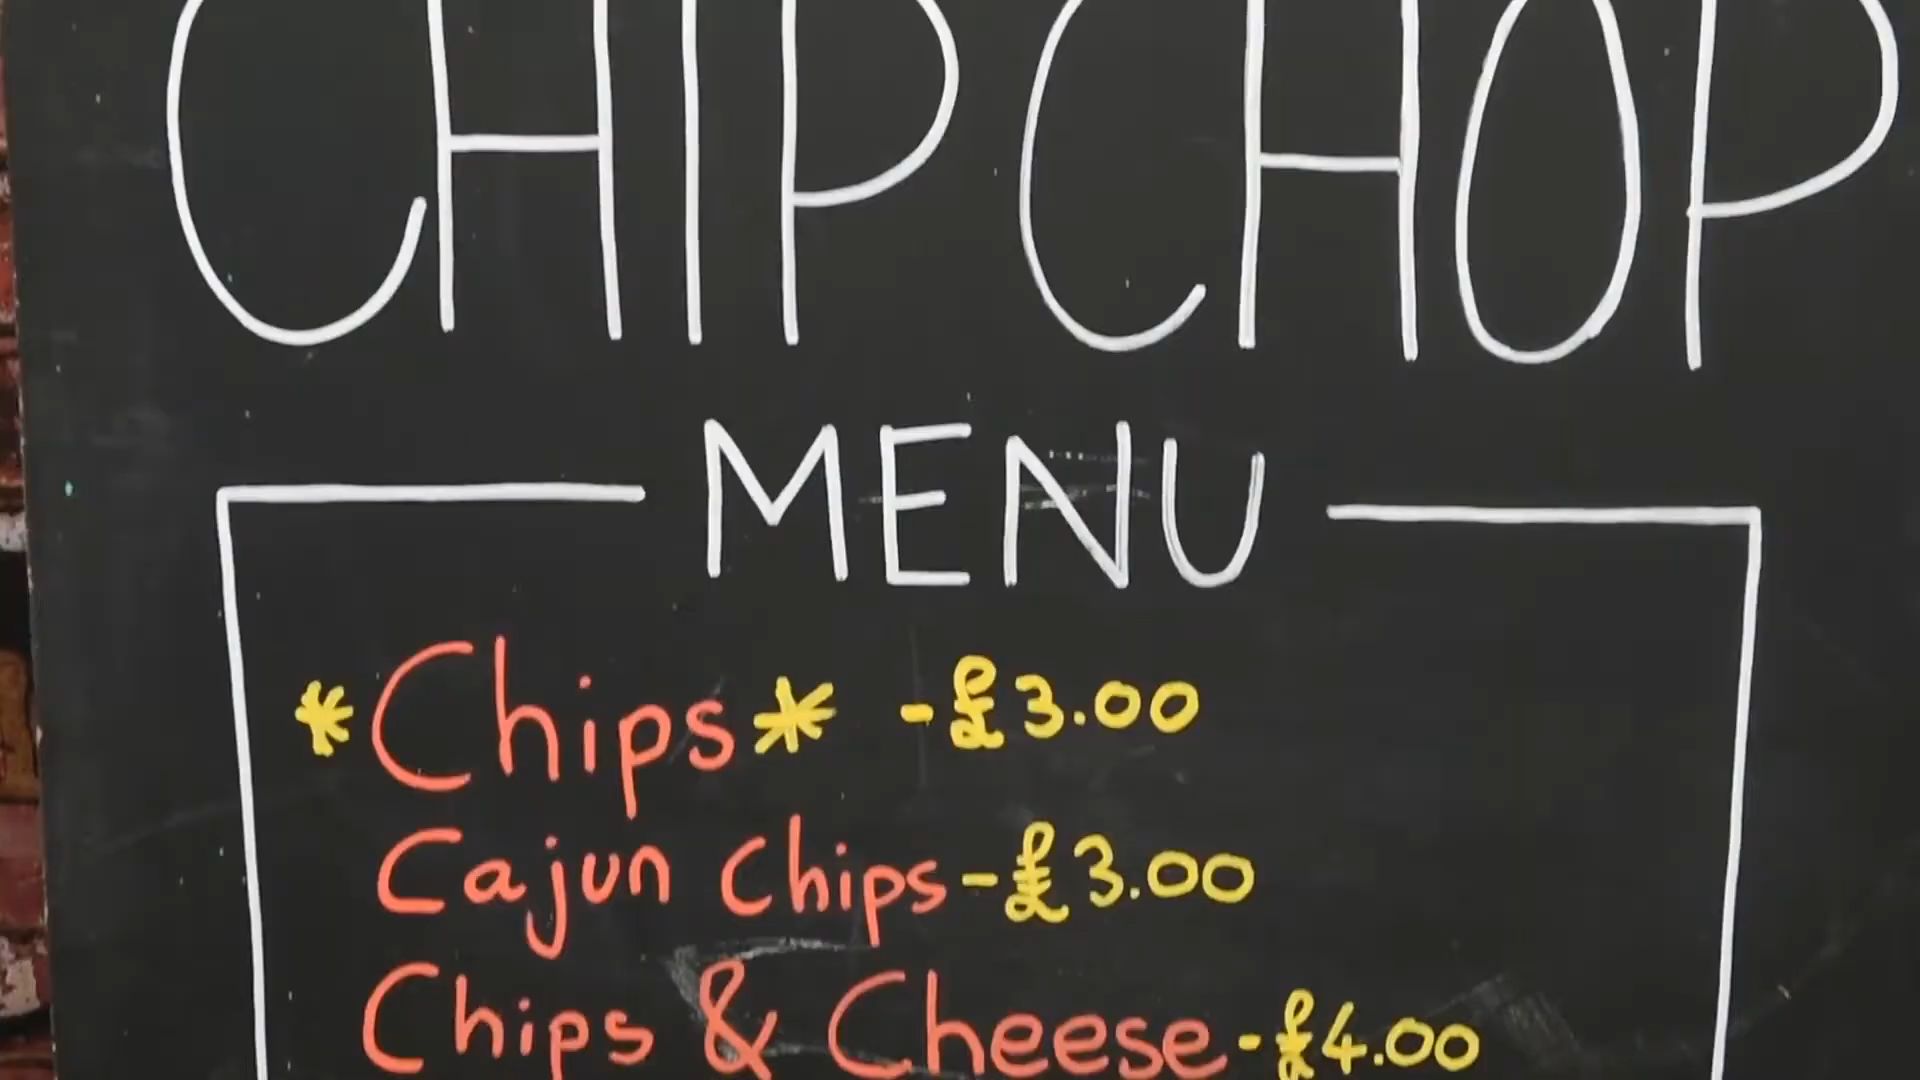 CHIP CHOP
MENU
*Chips* -£3.00
Cajun Chips -£3.00
Chips & Cheese -£4.00